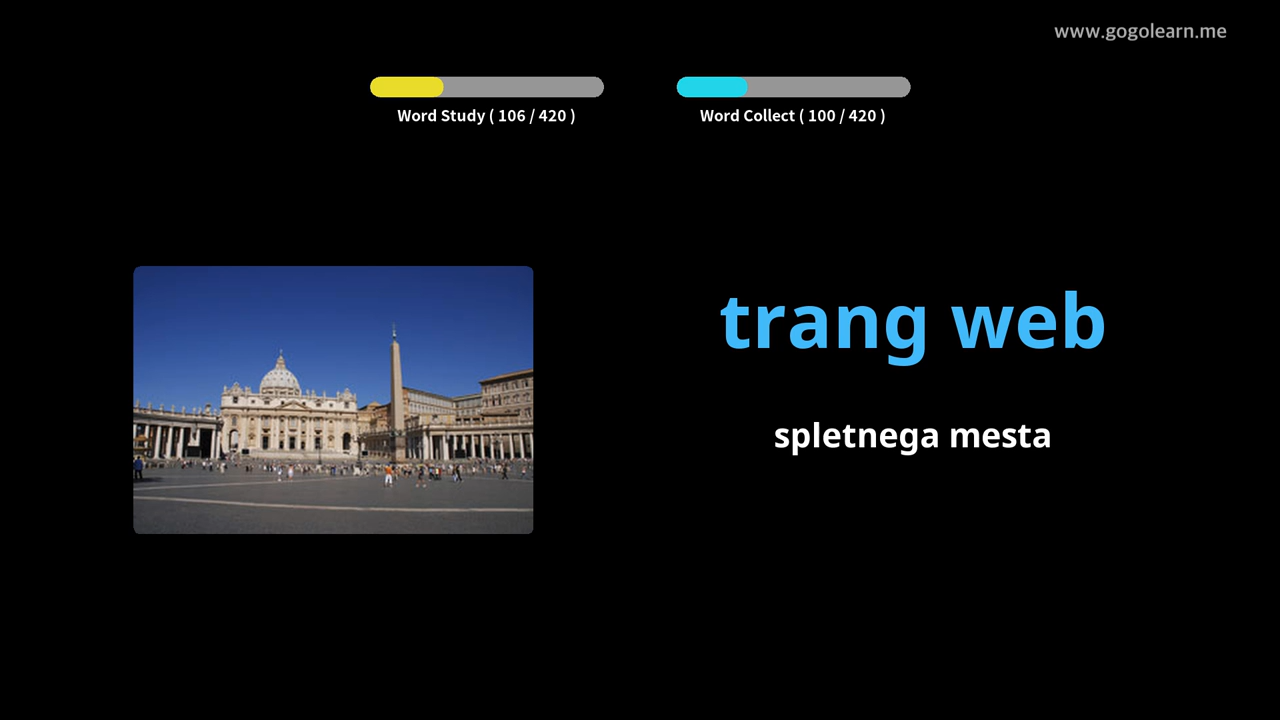 www.gogolearn.me
Word Study ( 106 / 420 )
Word Collect ( 100 / 420 )
trang web
spletnega mesta